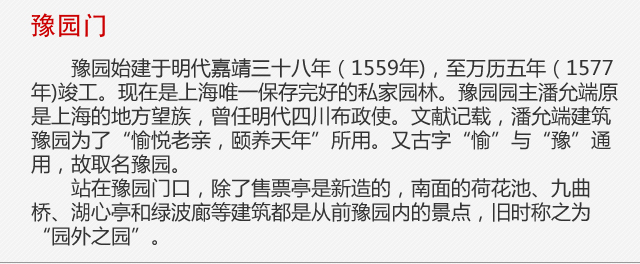 豫园门
豫园始建于明代嘉靖三十八年（1559年)，至万历五年（1577
年)竣工。现在是上海唯一保存完好的私家园林。豫园园主潘允端原
是上海的地方望族，曾任明代四川布政使。文献记载，潘允端建筑
豫园为了“愉悦老亲，颐养天年”所用。又古字“愉”与“豫”通
用，故取名豫园。
站在豫园门口，除了售票亭是新造的，南面的荷花池、九曲
桥、湖心亭和绿波廊等建筑都是从前豫园内的景点，旧时称之为
“园外之园”。